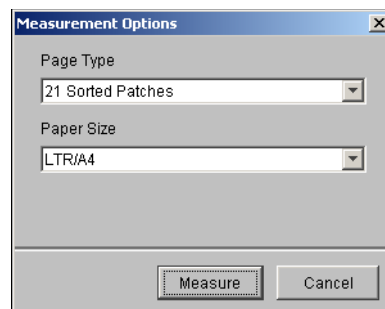 Measurement Options
Page Type
21 Sorted Patches
Paper Size
LTR/A4
Measure Cancel